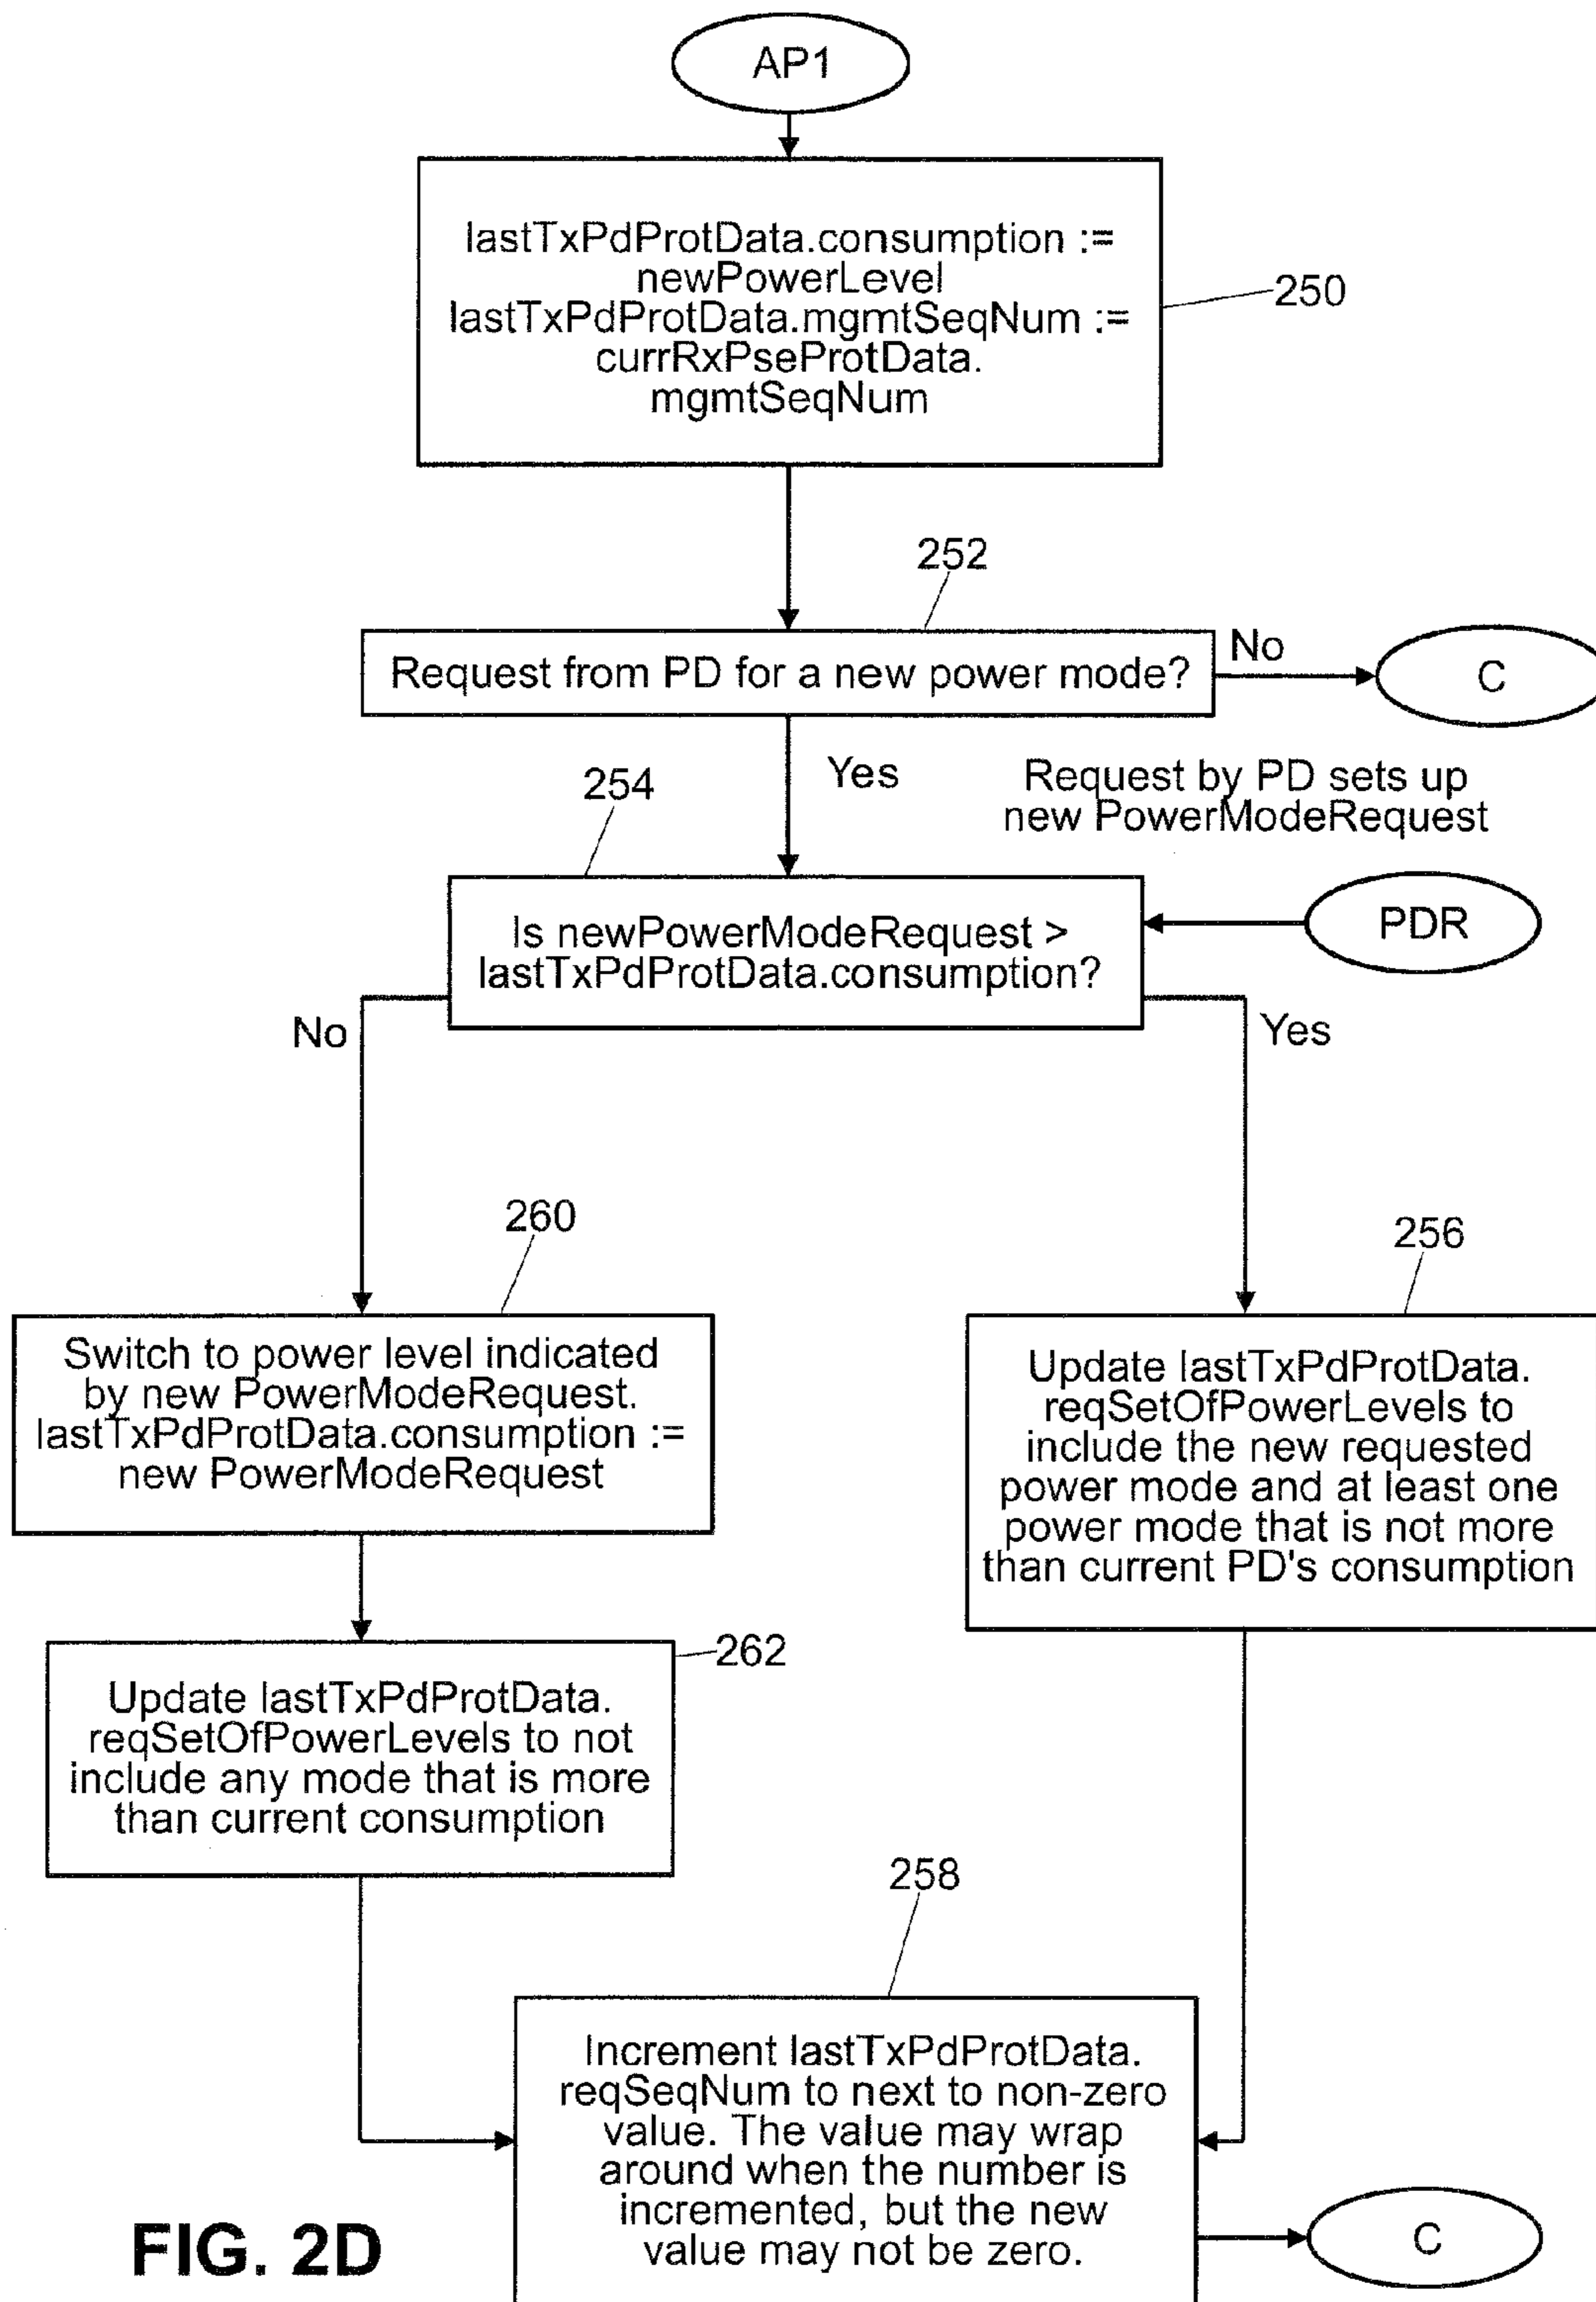 AP1
lastTxPdProtData.consumption :=
newPowerLevel
lastTxPdProtData.mgmtSeqNum :=
currRxPseProtData.
mgmtSeqNum
250
252
Request from PD for a new power mode?
No
C
254
Yes
Request by PD sets up
new PowerModeRequest
Is newPowerModeRequest >
lastTxPdProtData.consumption?
PDR
No
Yes
260
256
Switch to power level indicated
by new PowerModeRequest.
lastTxPdProtData.consumption :=
new PowerModeRequest
Update lastTxPdProtData.
reqSetOfPowerLevels to
include the new requested
power mode and at least one
power mode that is not more
than current PD's consumption
262
Update lastTxPdProtData.
reqSetOfPowerLevels to not
include any mode that is more
than current consumption
258
Increment lastTxPdProtData.
reqSeqNum to next to non-zero
value. The value may wrap
around when the number is
incremented, but the new
value may not be zero.
C
FIG. 2D